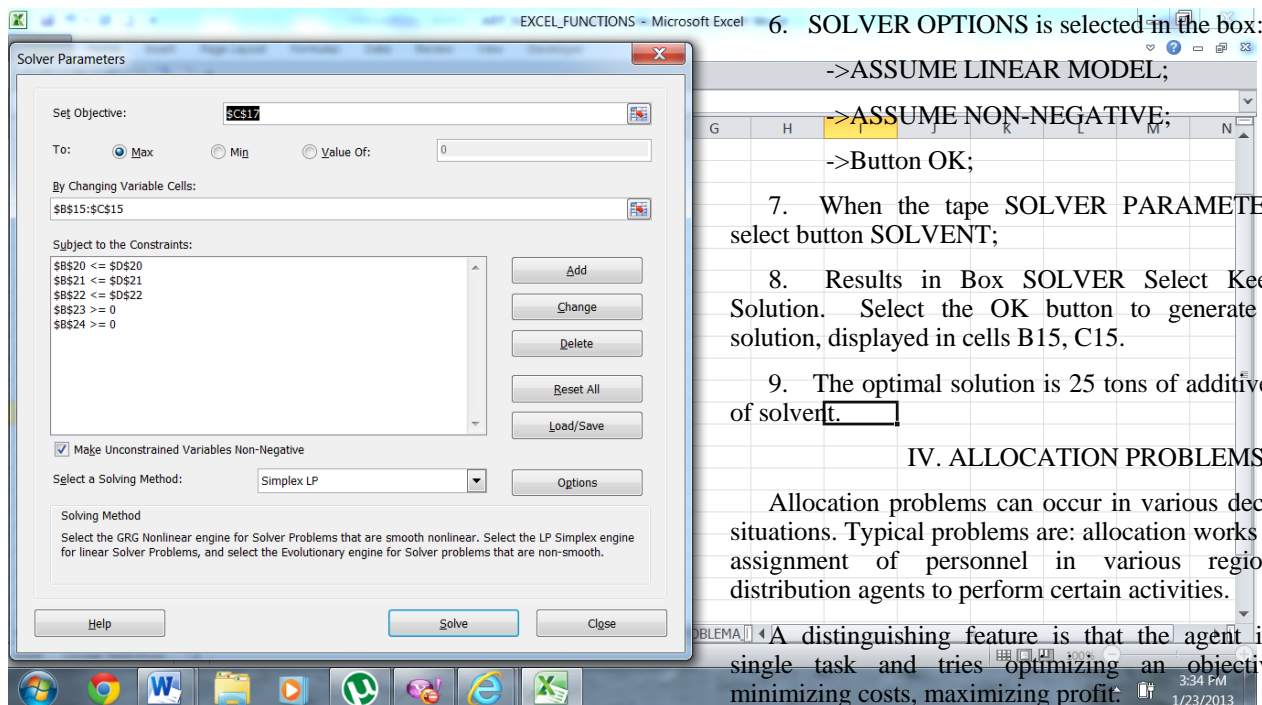 EXCEL_FUNCTIONS - Microsoft Excel
Solver Parameters
Set Objective:
$C$17
To:
Max
Min
Value Of:
0
By Changing Variable Cells:
$B$15:$C$15
Subject to the Constraints:
$B$20 <= $D$20
$B$21 <= $D$21
$B$22 <= $D$22
$B$23 >= 0
$B$24 >= 0
Add
Change
Delete
Reset All
Load/Save
Make Unconstrained Variables Non-Negative
Select a Solving Method:
Simplex LP
Options
Solving Method
Select the GRG Nonlinear engine for Solver Problems that are smooth nonlinear. Select the LP Simplex engine
for linear Solver Problems, and select the Evolutionary engine for Solver problems that are non-smooth.
Help
Solve
Close
G H I J K L M N
6. SOLVER OPTIONS is selected in the box:
->ASSUME LINEAR MODEL;
->ASSUME NON-NEGATIVE;
->Button OK;
7. When the tape SOLVER PARAMETE
select button SOLVENT;
8. Results in Box SOLVER Select Kee
Solution. Select the OK button to generate
solution, displayed in cells B15, C15.
9. The optimal solution is 25 tons of additive
of solvent.
IV. ALLOCATION PROBLEMS
Allocation problems can occur in various dec
situations. Typical problems are: allocation works
assignment of personnel in various regio
distribution agents to perform certain activities.
A distinguishing feature is that the agent i
single task and tries optimizing an objectiv
minimizing costs, maximizing profit.
OBLEMA
100%
3:34 PM
1/23/2013